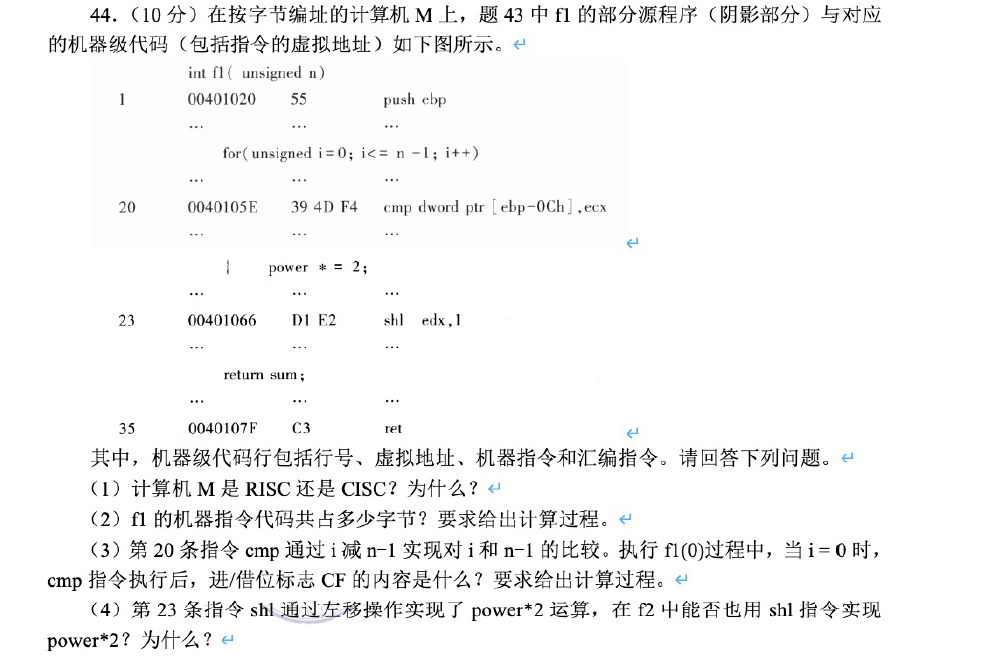 44.（10 分）在按字节编址的计算机 M 上，题 43 中 f1 的部分源程序（阴影部分）与对应
的机器级代码（包括指令的虚拟地址）如下图所示。↵
int f1( unsigned n)
1 00401020 55 push ebp
… … …
for( unsigned i=0; i<= n -1; i++)
… … …
20 0040105E 39 4D F4 cmp dword ptr [ebp-0Ch],ecx
… … …
↵
{ power * = 2;
… … …
23 00401066 D1 E2 shl edx,1
… … …
return sum;
… … …
35 0040107F C3 ret
↵
其中，机器级代码行包括行号、虚拟地址、机器指令和汇编指令。请回答下列问题。↵
（1）计算机 M 是 RISC 还是 CISC？为什么？↵
（2）f1 的机器指令代码共占多少字节？要求给出计算过程。↵
（3）第 20 条指令 cmp 通过 i 减 n-1 实现对 i 和 n-1 的比较。执行 f1(0)过程中，当 i = 0 时，
cmp 指令执行后，进/借位标志 CF 的内容是什么？要求给出计算过程。↵
（4）第 23 条指令 shl 通过左移操作实现了 power*2 运算，在 f2 中能否也用 shl 指令实现
power*2？为什么？↵